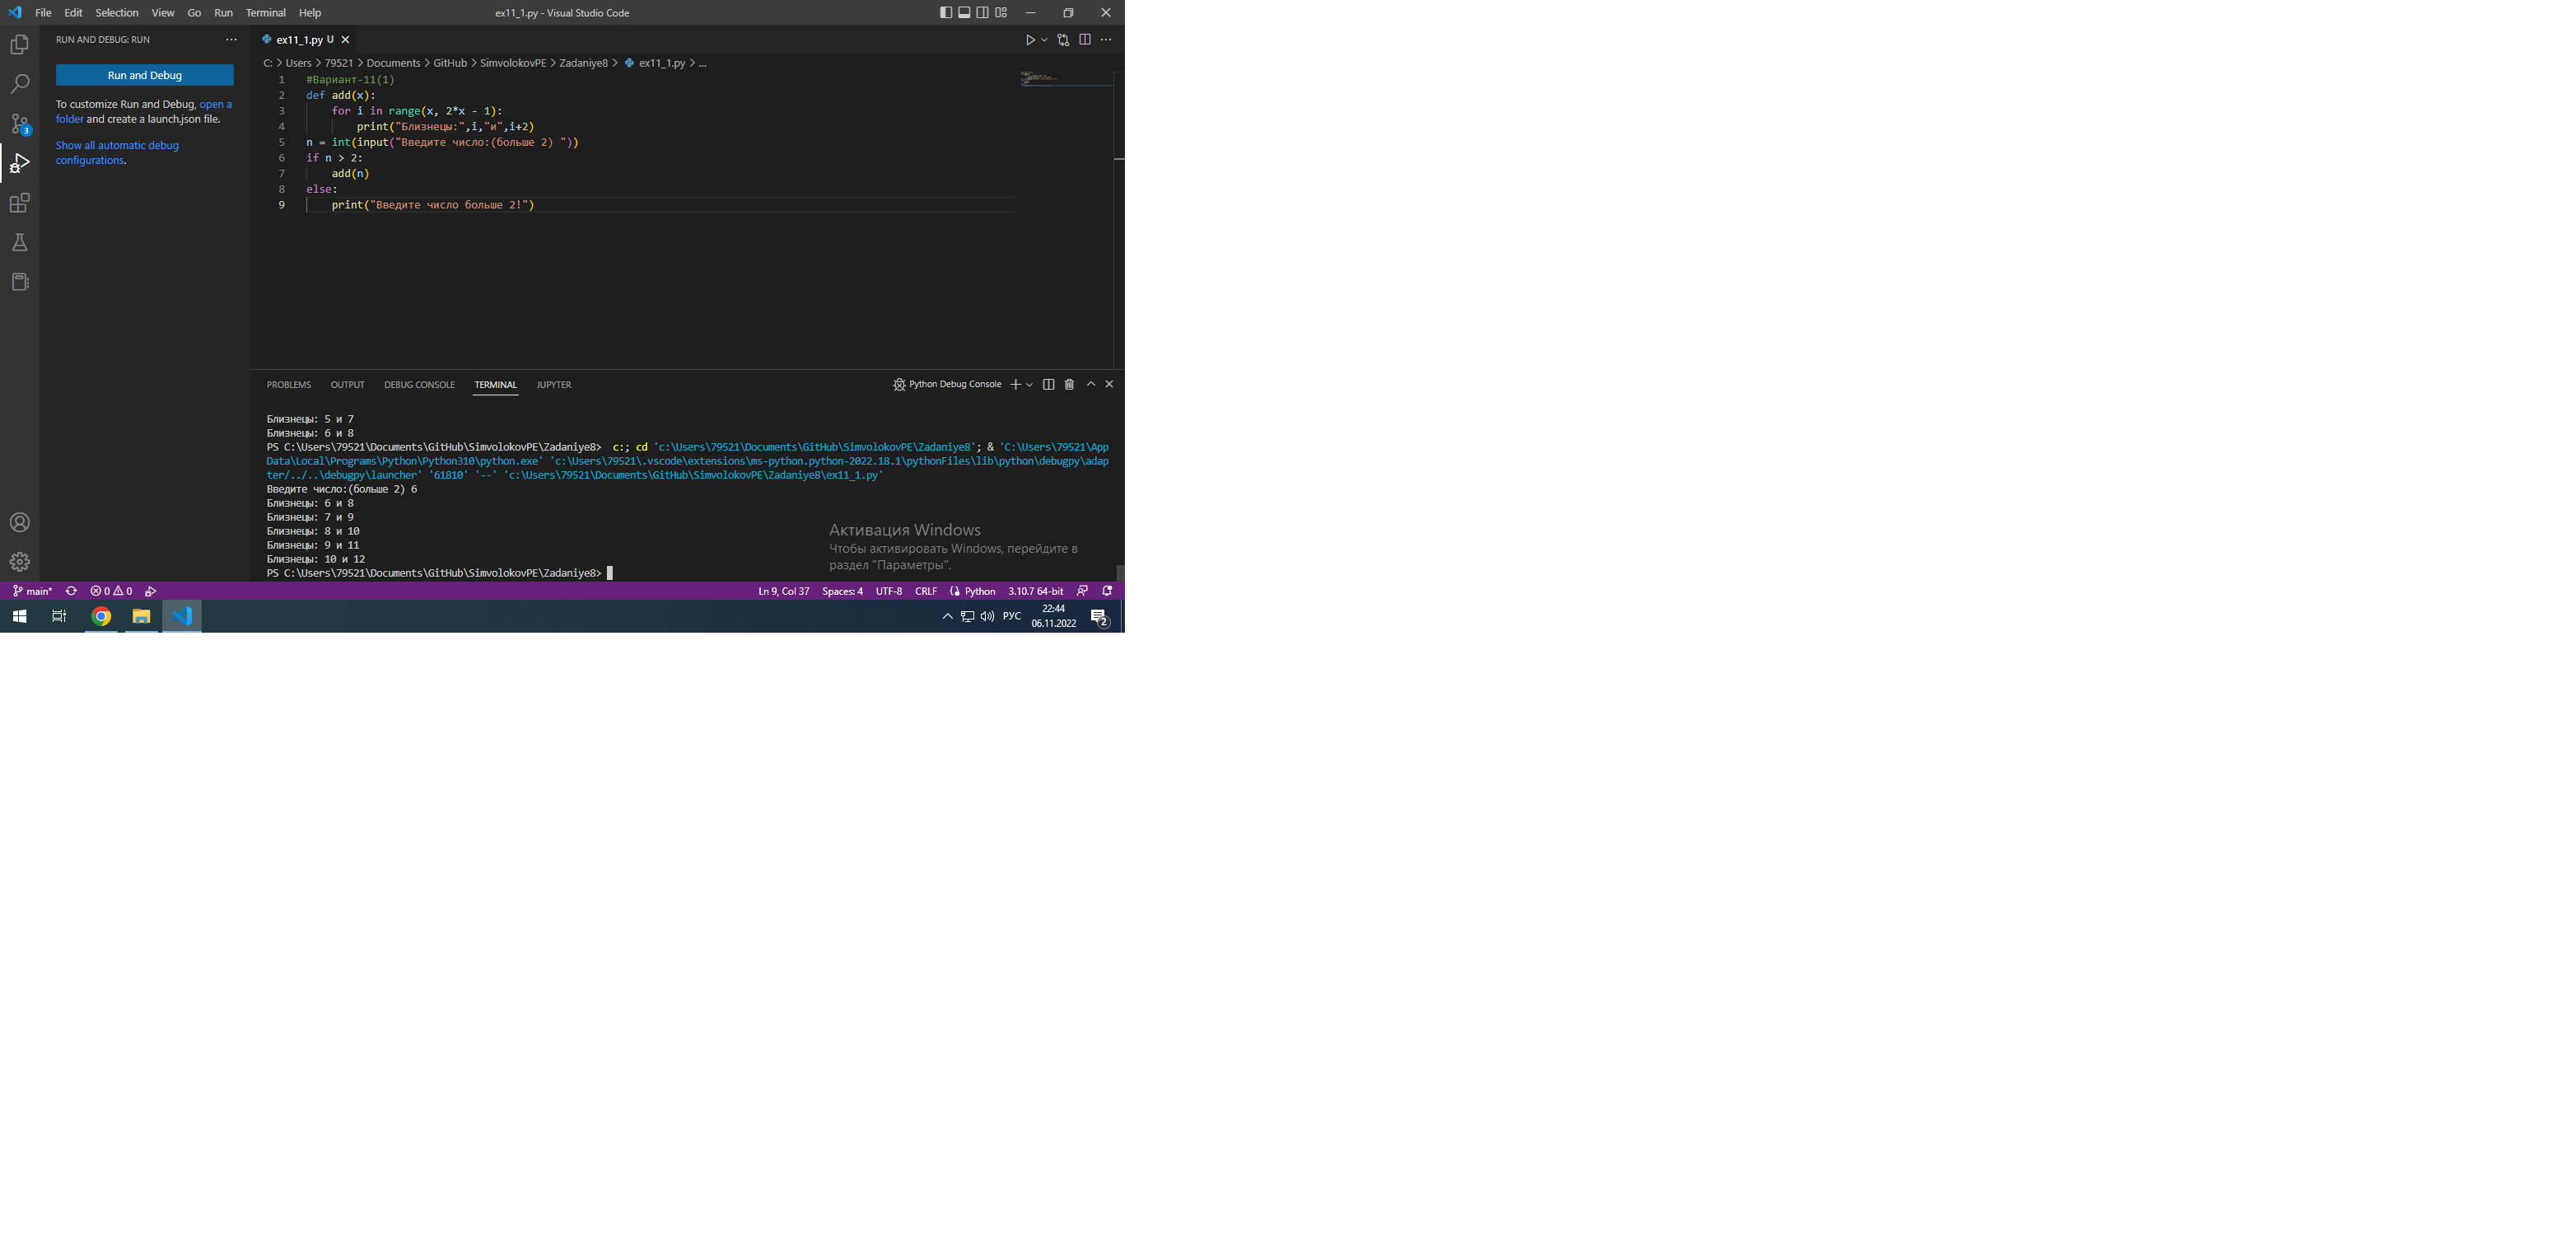 File Edit Selection View Go Run Terminal Help
ex11_1.py - Visual Studio Code
RUN AND DEBUG: RUN
Run and Debug
To customize Run and Debug, open a
folder and create a launch.json file.
Show all automatic debug
configurations.
ex11_1.py U
C: > Users > 79521 > Documents > GitHub > SimvolokovPE > Zadaniye8 > ex11_1.py > ...
1 #Вариант-11(1)
2 def add(x):
3 for i in range(x, 2*x - 1):
4 print("Близнецы:",i,"и",i+2)
5 n = int(input("Введите число:(больше 2) "))
6 if n > 2:
7 add(n)
8 else:
9 print("Введите число больше 2!")
PROBLEMS OUTPUT DEBUG CONSOLE TERMINAL JUPYTER
Python Debug Console
Близнецы: 5 и 7
Близнецы: 6 и 8
PS C:\Users\79521\Documents\GitHub\SimvolokovPE\Zadaniye8> c:; cd 'c:\Users\79521\Documents\GitHub\SimvolokovPE\Zadaniye8'; & 'C:\Users\79521\App
Data\Local\Programs\Python\Python310\python.exe' 'c:\Users\79521\.vscode\extensions\ms-python.python-2022.18.1\pythonFiles\lib\python\debugpy\adap
ter/../..\debugpy\launcher' '61810' '--' 'c:\Users\79521\Documents\GitHub\SimvolokovPE\Zadaniye8\ex11_1.py'
Введите число:(больше 2) 6
Близнецы: 6 и 8
Близнецы: 7 и 9
Близнецы: 8 и 10
Близнецы: 9 и 11
Близнецы: 10 и 12
PS C:\Users\79521\Documents\GitHub\SimvolokovPE\Zadaniye8>
Активация Windows
Чтобы активировать Windows, перейдите в
раздел "Параметры".
main* 0 0
Ln 9, Col 37 Spaces: 4 UTF-8 CRLF Python 3.10.7 64-bit
3
РУС
22:44
06.11.2022
2